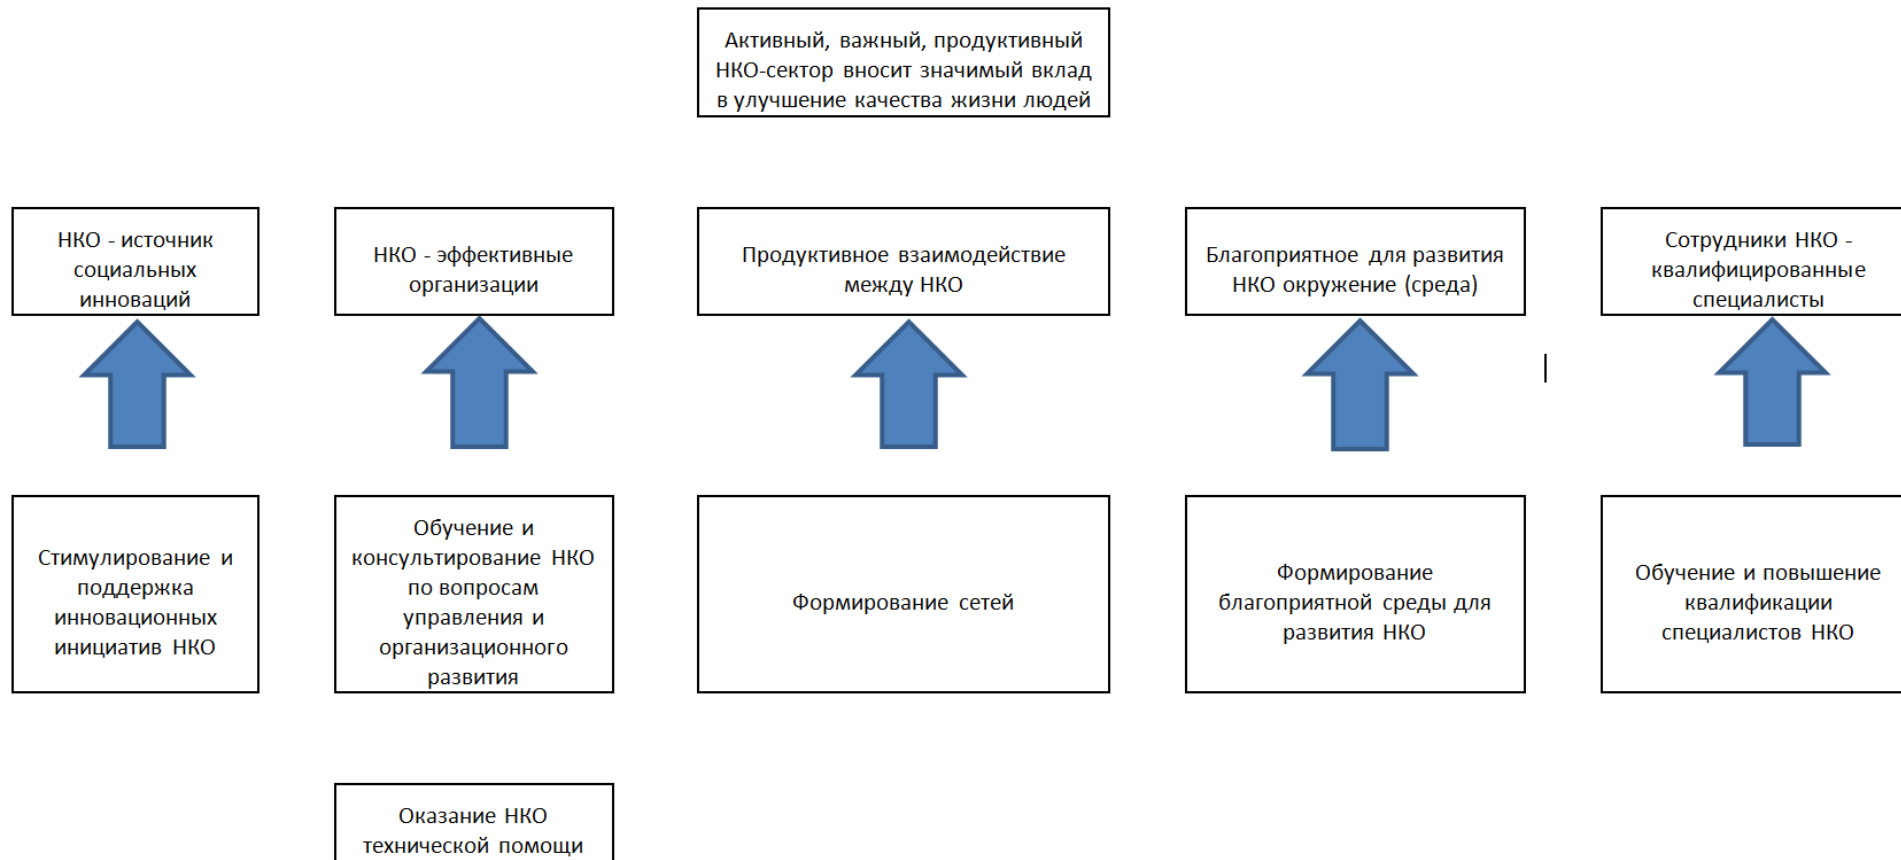 Активный, важный, продуктивный
НКО-сектор вносит значимый вклад
в улучшение качества жизни людей
НКО - источник
социальных
инноваций
НКО - эффективные
организации
Продуктивное взаимодействие
между НКО
Благоприятное для развития
НКО окружение (среда)
Сотрудники НКО -
квалифицированные
специалисты
Стимулирование и
поддержка
инновационных
инициатив НКО
Обучение и
консультирование НКО
по вопросам
управления и
организационного
развития
Формирование сетей
Формирование
благоприятной среды для
развития НКО
Обучение и повышение
квалификации
специалистов НКО
Оказание НКО
технической помощи